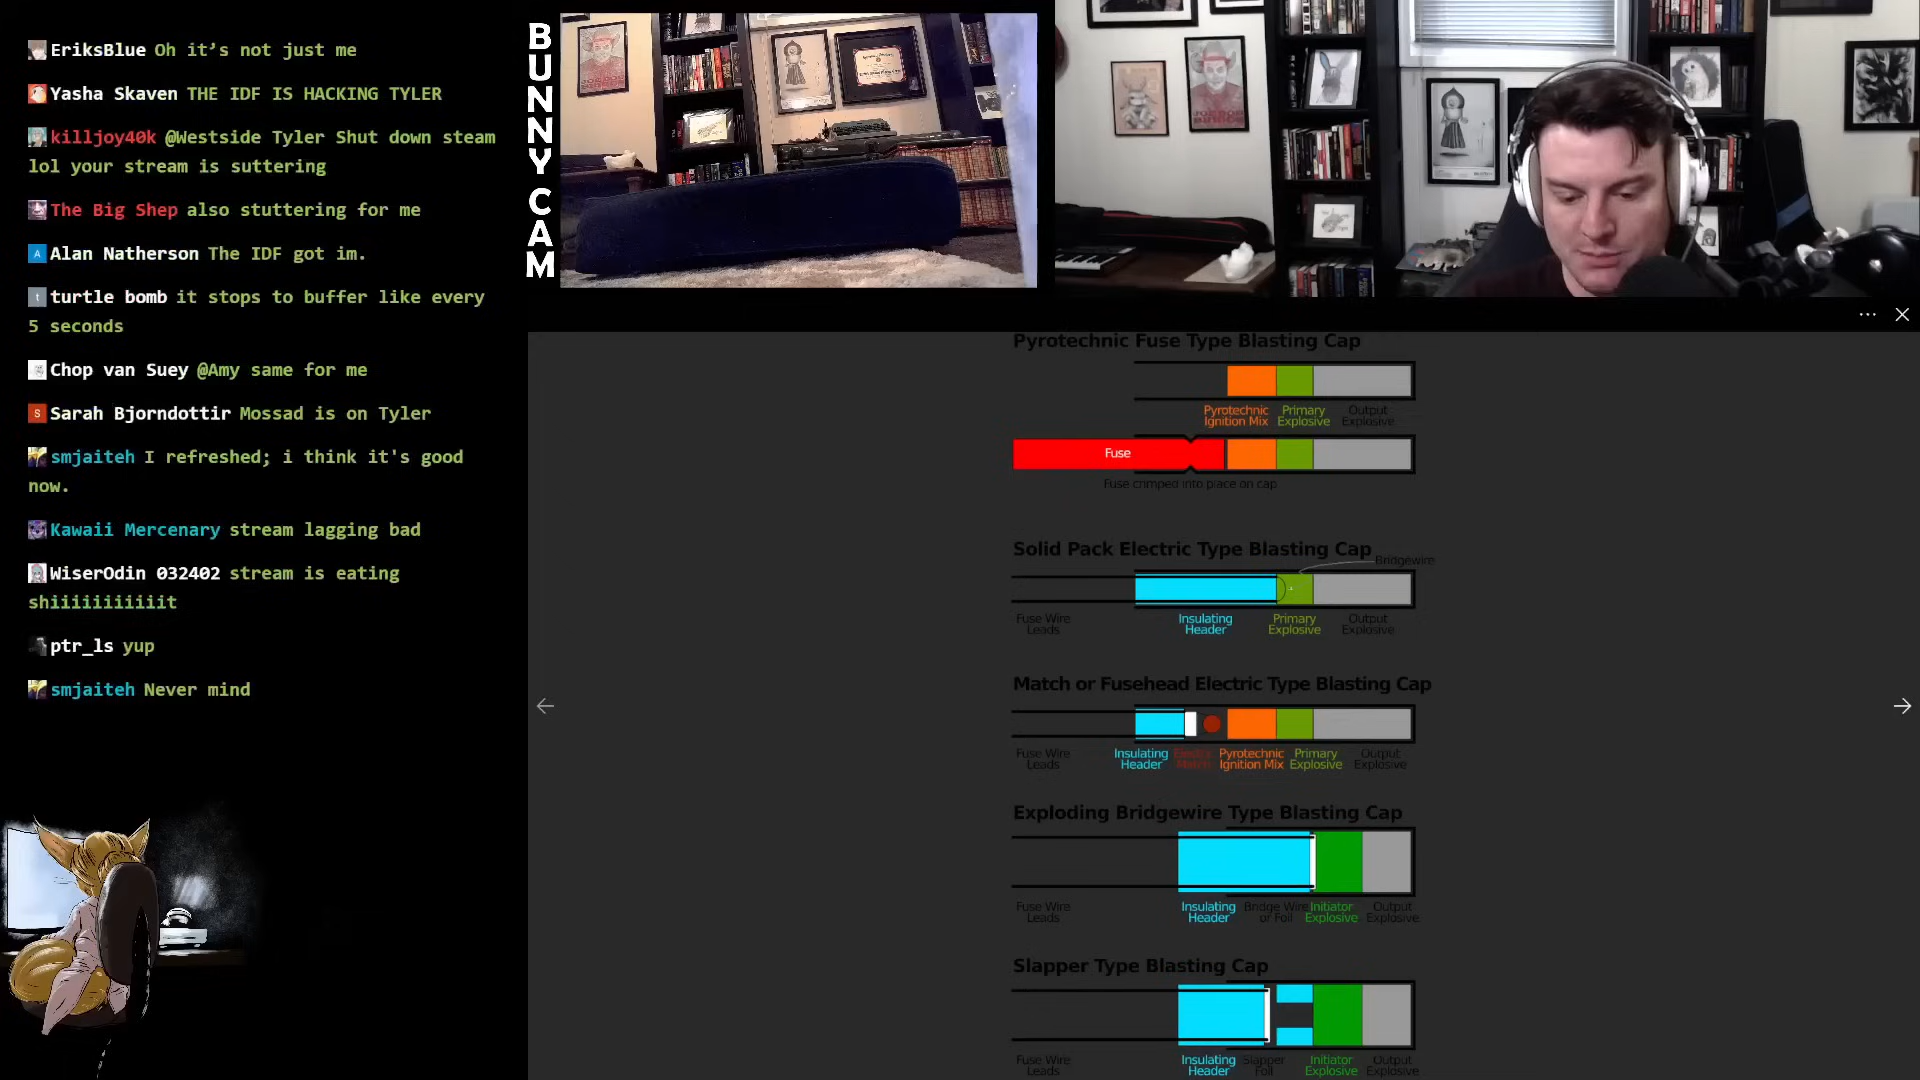 EriksBlue Oh it’s not just me
Yasha Skaven THE IDF IS HACKING TYLER
killjoy40k @Westside Tyler Shut down steam
lol your stream is suttering
The Big Shep also stuttering for me
A Alan Natherson The IDF got im.
t turtle bomb it stops to buffer like every
5 seconds
Chop van Suey @Amy same for me
S Sarah Bjorndottir Mossad is on Tyler
smjaiteh I refreshed; i think it's good
now.
Kawaii Mercenary stream lagging bad
WiserOdin 032402 stream is eating
shiiiiiiiiiiit
ptr_ls yup
smjaiteh Never mind
BUNNY CAM
Pyrotechnic Fuse Type Blasting Cap
Pyrotechnic Primary Output
Ignition Mix Explosive Explosive
Fuse
Fuse crimped into place on cap
Solid Pack Electric Type Blasting Cap
Bridgewire
Fuse Wire Insulating Primary Output
Leads Header Explosive Explosive
Match or Fusehead Electric Type Blasting Cap
Fuse Wire Insulating Electric Pyrotechnic Primary Output
Leads Header Match Ignition Mix Explosive Explosive
Exploding Bridgewire Type Blasting Cap
Fuse Wire Insulating Bridge Wire Initiator Output
Leads Header or Foil Explosive Explosive
Slapper Type Blasting Cap
Fuse Wire Insulating Slapper Initiator Output
Leads Header Foil Explosive Explosive